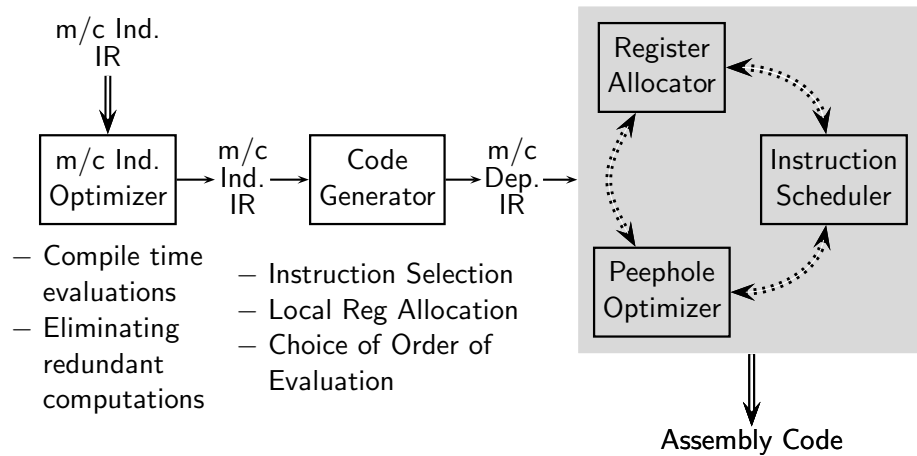 m/c Ind.
IR
m/c Ind.
Optimizer
m/c
Ind.
IR
Code
Generator
m/c
Dep.
IR
Register
Allocator
Instruction
Scheduler
Peephole
Optimizer
– Compile time
evaluations
– Eliminating
redundant
computations
– Instruction Selection
– Local Reg Allocation
– Choice of Order of
Evaluation
Assembly Code